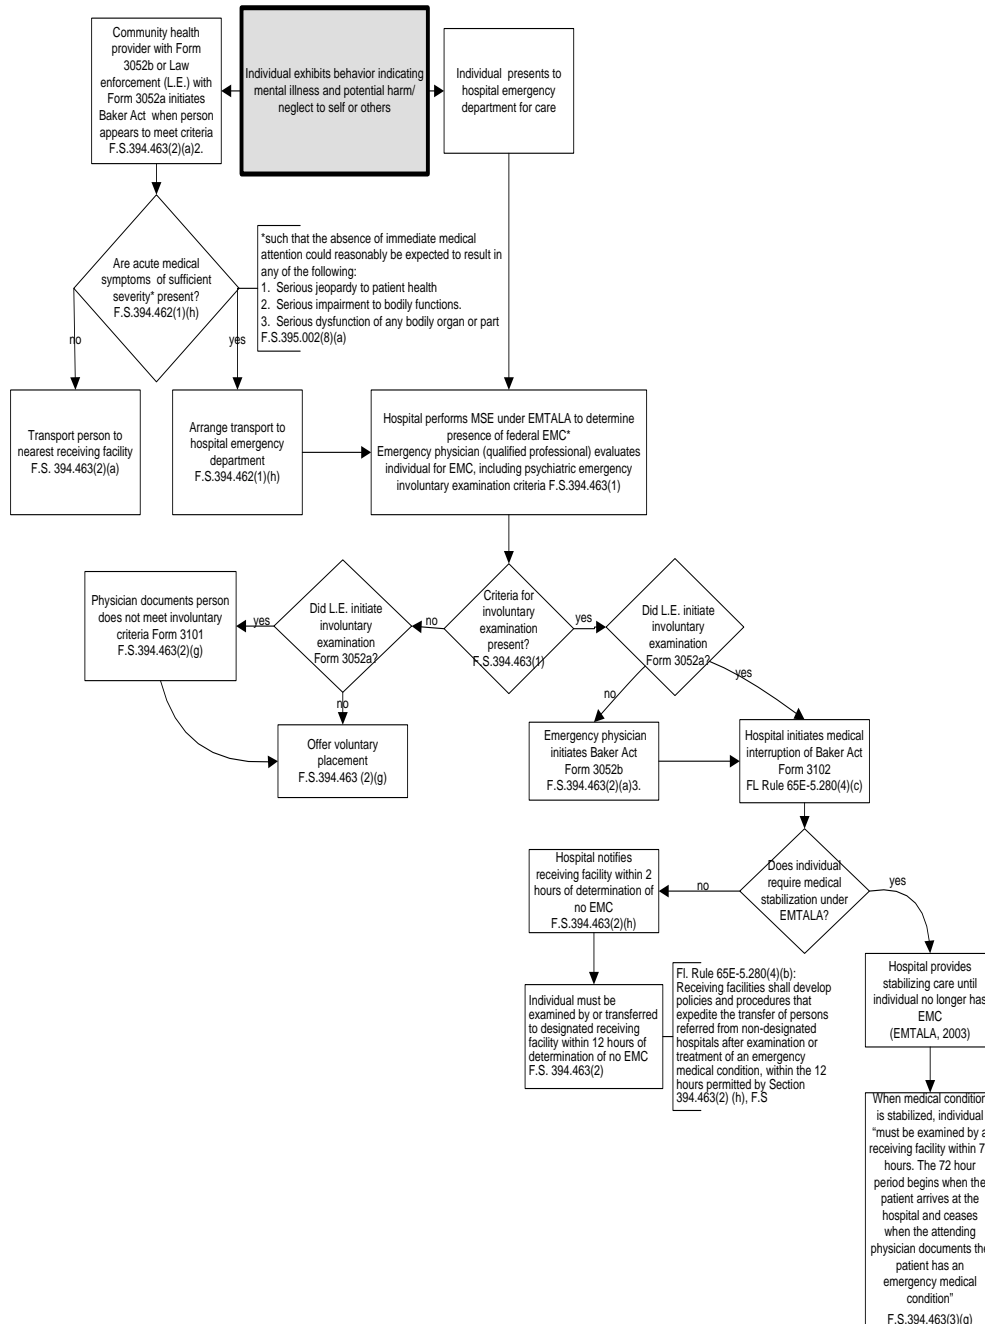 Community health
provider with Form
3052b or Law
enforcement (L.E.) with
Form 3052a initiates
Baker Act when person
appears to meet criteria
F.S.394.463(2)(a)2.
Individual exhibits behavior indicating
mental illness and potential harm/
neglect to self or others
Individual presents to
hospital emergency
department for care
Are acute medical
symptoms of sufficient
severity* present?
F.S.394.462(1)(h)
*such that the absence of immediate medical
attention could reasonably be expected to result in
any of the following:
1. Serious jeopardy to patient health
2. Serious impairment to bodily functions.
3. Serious dysfunction of any bodily organ or part
F.S.395.002(8)(a)
no
yes
Transport person to
nearest receiving facility
F.S. 394.463(2)(a)
Arrange transport to
hospital emergency
department
F.S.394.462(1)(h)
Hospital performs MSE under EMTALA to determine
presence of federal EMC*
Emergency physician (qualified professional) evaluates
individual for EMC, including psychiatric emergency
involuntary examination criteria F.S.394.463(1)
Physician documents person
does not meet involuntary
criteria Form 3101
F.S.394.463(2)(g)
yes
Did L.E. initiate
involuntary
examination
Form 3052a?
no
Criteria for
involuntary
examination
present?
F.S.394.463(1)
yes
Did L.E. initiate
involuntary
examination
Form 3052a?
no
no
yes
Offer voluntary
placement
F.S.394.463 (2)(g)
Emergency physician
initiates Baker Act
Form 3052b
F.S.394.463(2)(a)3.
Hospital initiates medical
interruption of Baker Act
Form 3102
FL Rule 65E-5.280(4)(c)
Hospital notifies
receiving facility within 2
hours of determination of
no EMC
F.S.394.463(2)(h)
no
Does individual
require medical
stabilization under
EMTALA?
yes
Individual must be
examined by or transferred
to designated receiving
facility within 12 hours of
determination of no EMC
F.S. 394.463(2)
Fl. Rule 65E-5.280(4)(b):
Receiving facilities shall develop
policies and procedures that
expedite the transfer of persons
referred from non-designated
hospitals after examination or
treatment of an emergency
medical condition, within the 12
hours permitted by Section
394.463(2) (h), F.S
Hospital provides
stabilizing care until
individual no longer has
EMC
(EMTALA, 2003)
When medical condition
is stabilized, individual
“must be examined by a
receiving facility within 7
hours. The 72 hour
period begins when the
patient arrives at the
hospital and ceases
when the attending
physician documents the
patient has an
emergency medical
condition”
F.S.394.463(3)(g)